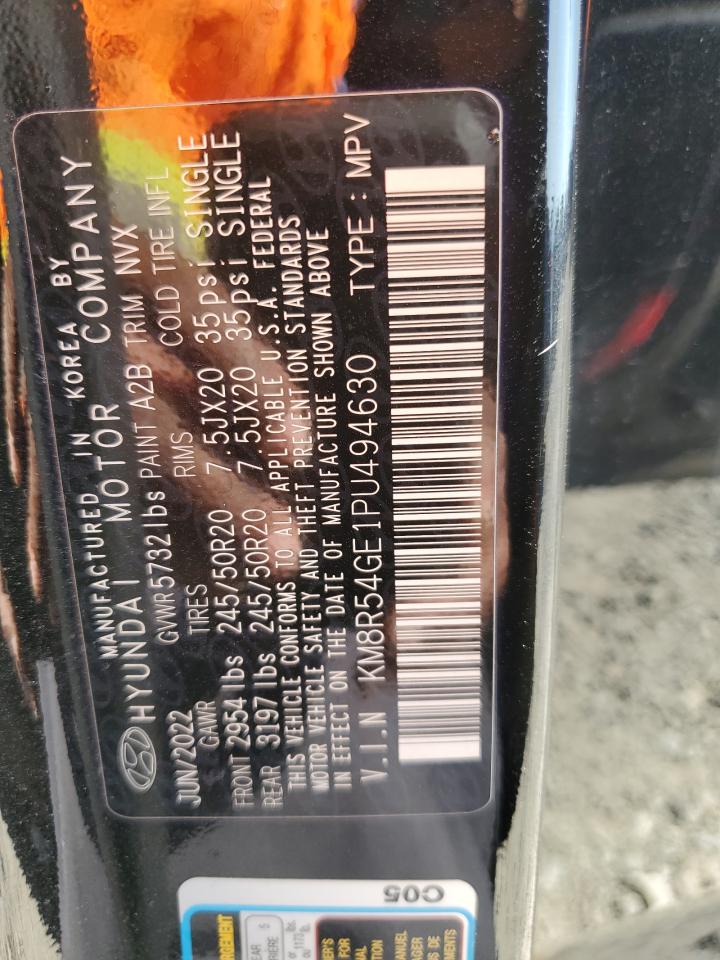 MANUFACTURED IN KOREA BY
HYUNDAI MOTOR COMPANY
JUN/2022 GVWR 5732 lbs PAINT A2B TRIM NVX
GAWR TIRES RIMS COLD TIRE INFL
FRONT 2954 lbs 245/50R20 7.5JX20 35psi SINGLE
REAR 3197 lbs 245/50R20 7.5JX20 35psi SINGLE
THIS VEHICLE CONFORMS TO ALL APPLICABLE U.S.A. FEDERAL
MOTOR VEHICLE SAFETY AND THEFT PREVENTION STANDARDS
IN EFFECT ON THE DATE OF MANUFACTURE SHOWN ABOVE
V.I.N KM8R54GE1PU494630 TYPE : MPV
C05